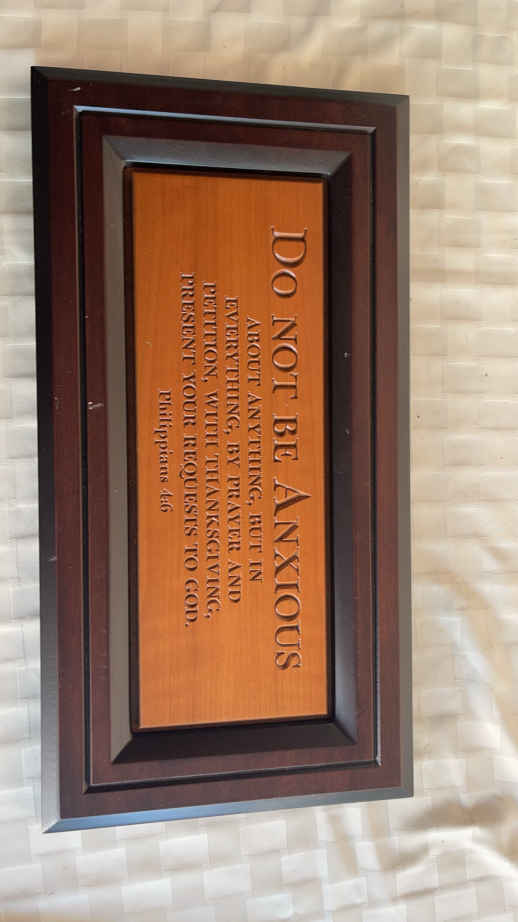 DO NOT BE ANXIOUS
ABOUT ANYTHING, BUT IN
EVERYTHING, BY PRAYER AND
PETITION, WITH THANKSGIVING,
PRESENT YOUR REQUESTS TO GOD.
Philippians 4:6